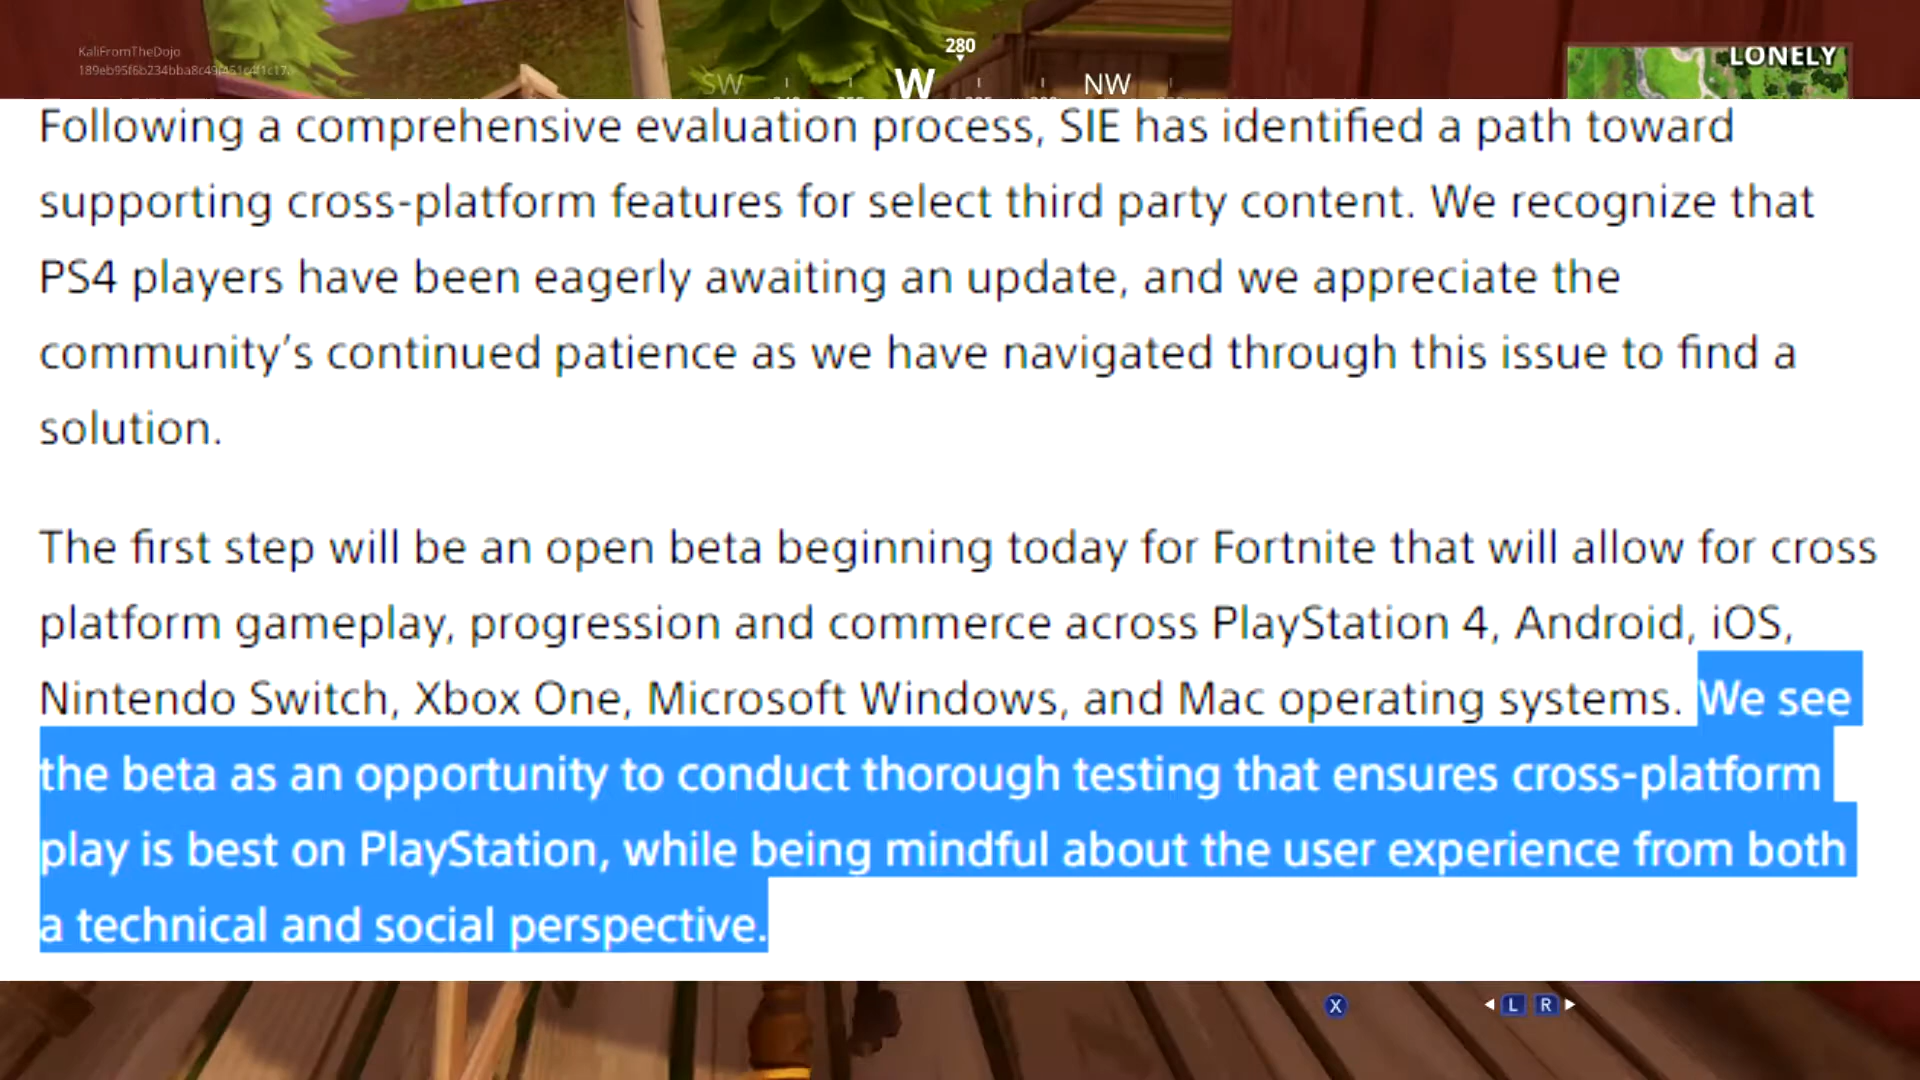 KaliFromTheDojo
280
SW
W
NW
LONELY
Following a comprehensive evaluation process, SIE has identified a path toward
supporting cross-platform features for select third party content. We recognize that
PS4 players have been eagerly awaiting an update, and we appreciate the
community’s continued patience as we have navigated through this issue to find a
solution.
The first step will be an open beta beginning today for Fortnite that will allow for cross
platform gameplay, progression and commerce across PlayStation 4, Android, iOS,
Nintendo Switch, Xbox One, Microsoft Windows, and Mac operating systems. We see
the beta as an opportunity to conduct thorough testing that ensures cross-platform
play is best on PlayStation, while being mindful about the user experience from both
a technical and social perspective.
X
L R